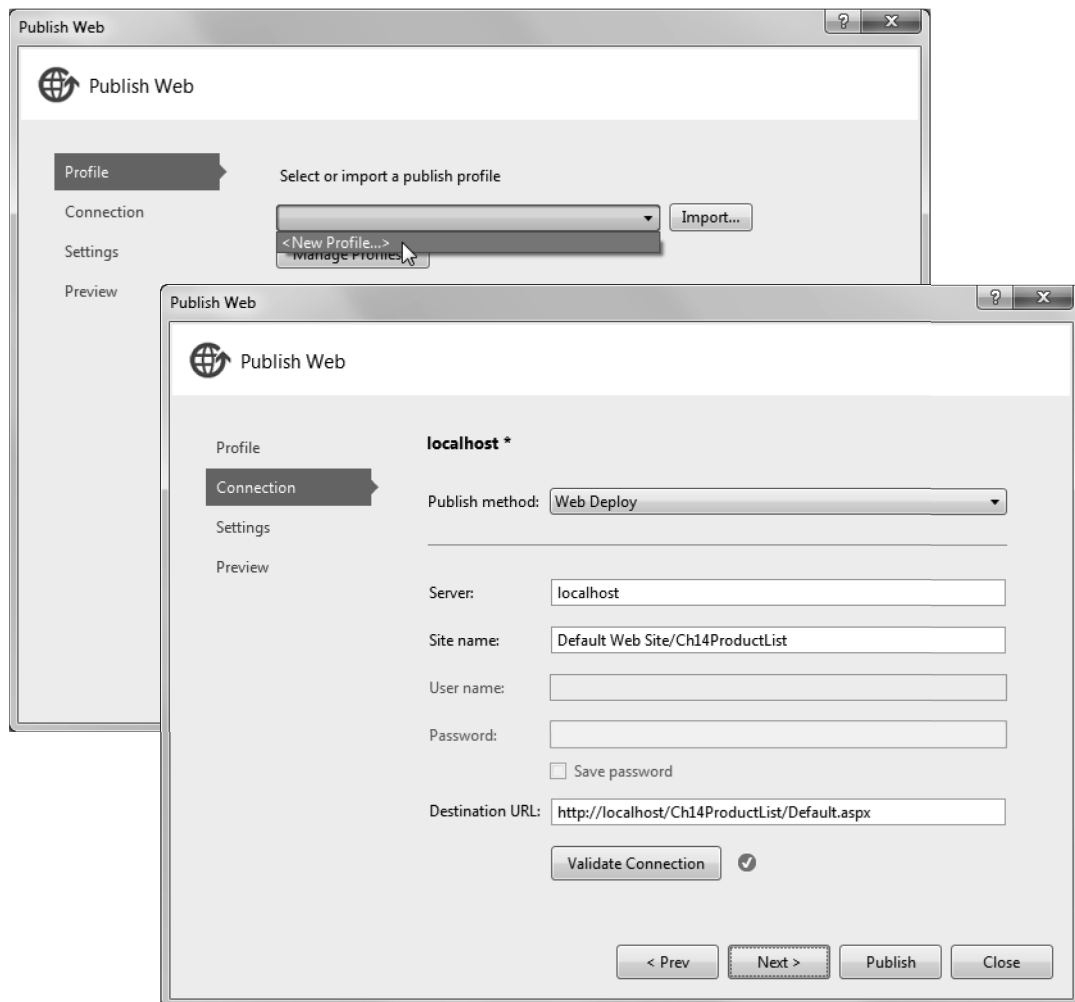 Publish Web
Publish Web
Profile
Select or import a publish profile
Connection
Import...
<New Profile...>
Settings
Manage Profiles
Preview
Publish Web
Publish Web
Profile
localhost *
Connection
Publish method: Web Deploy
Settings
Preview
Server: localhost
Site name: Default Web Site/Ch14ProductList
User name:
Password:
Save password
Destination URL: http://localhost/Ch14ProductList/Default.aspx
Validate Connection
< Prev Next > Publish Close